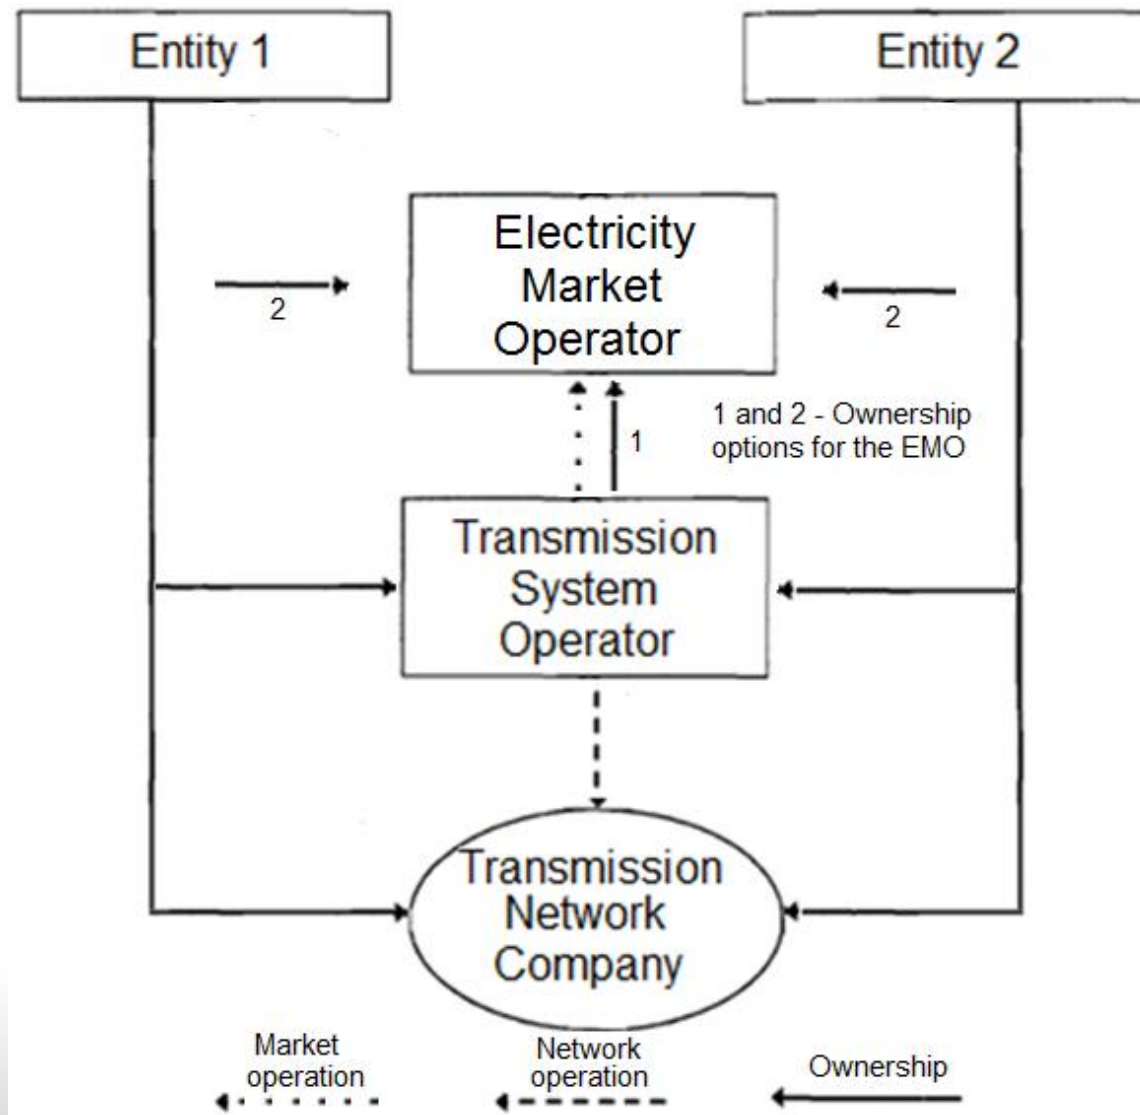 Entity 1
Entity 2
Electricity
Market
Operator
2
2
1
1 and 2 - Ownership
options for the EMO
Transmission
System
Operator
Transmission
Network
Company
Market
operation
Network
operation
Ownership